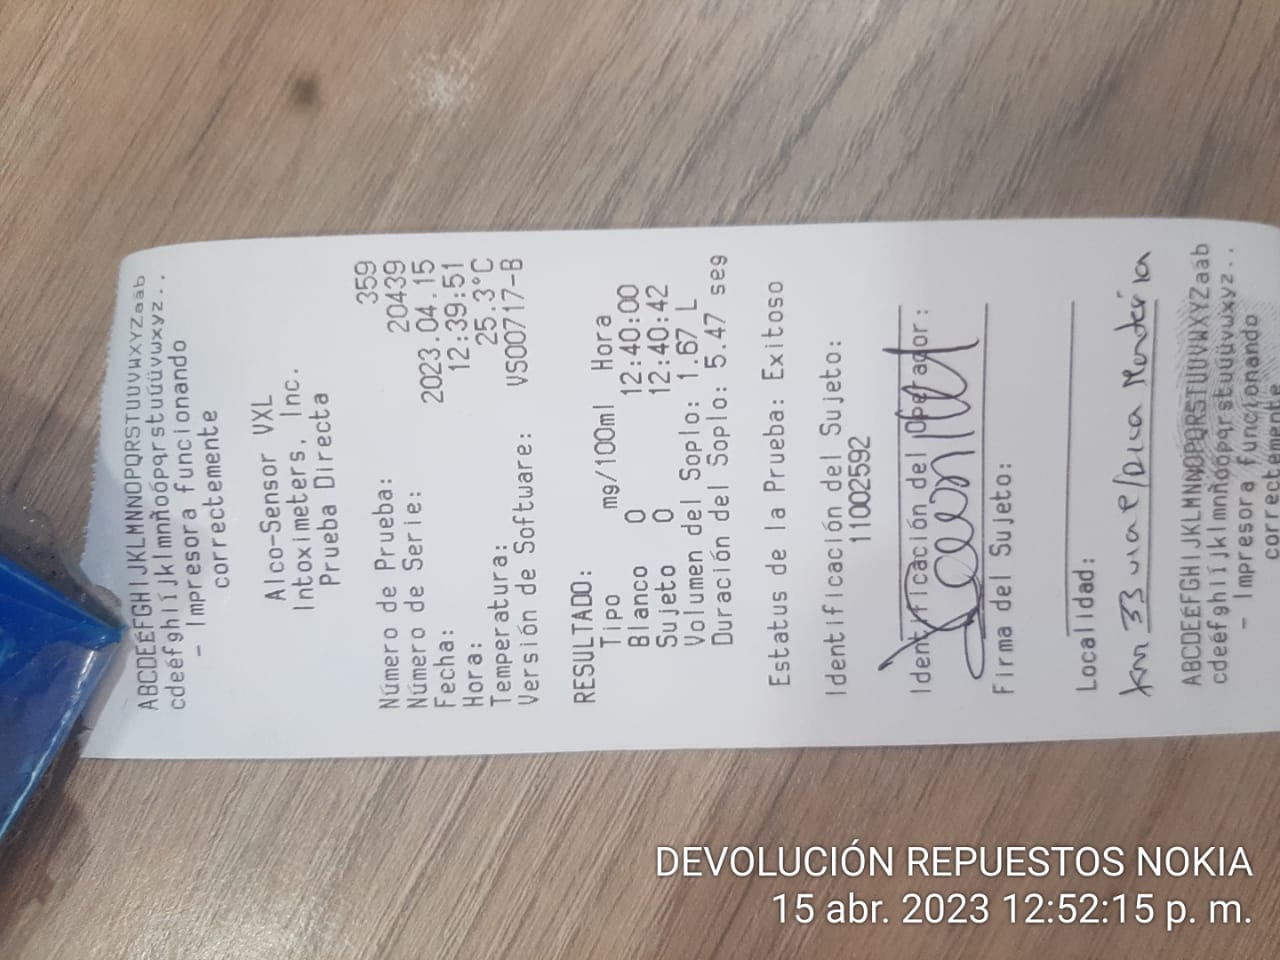 ABCDEÉFGHIJKLMNNOPQRSTUUVWXYZaáb
cdeéfghiíjklmnñoópqrstuúüvwxyz..
- Impresora funcionando
correctemente
Alco-Sensor VXL
Intoximeters, Inc.
Prueba Directa
Número de Prueba: 359
Número de Serie: 20439
Fecha: 2023.04.15
Hora: 12:39:51
Temperatura: 25.3°C
Versión de Software: VS00717-B
RESULTADO:
Tipo mg/100ml Hora
Blanco 0 12:40:00
Sujeto 0 12:40:42
Volumen del Soplo: 1.67 L
Duración del Soplo: 5.47 seg
Estatus de la Prueba: Exitoso
Identificación del Sujeto:
11002592
Identificación del Operador:
Firma del Sujeto:
Localidad:
km 33 Montería
ABCDEÉFGHIJKLMNNOPQRSTUUVWXYZaáb
cdeéfghiíjklmnñoópqrstuúüvwxyz..
- Impresora funcionando
correctemente
DEVOLUCIÓN REPUESTOS NOKIA
15 abr. 2023 12:52:15 p. m.